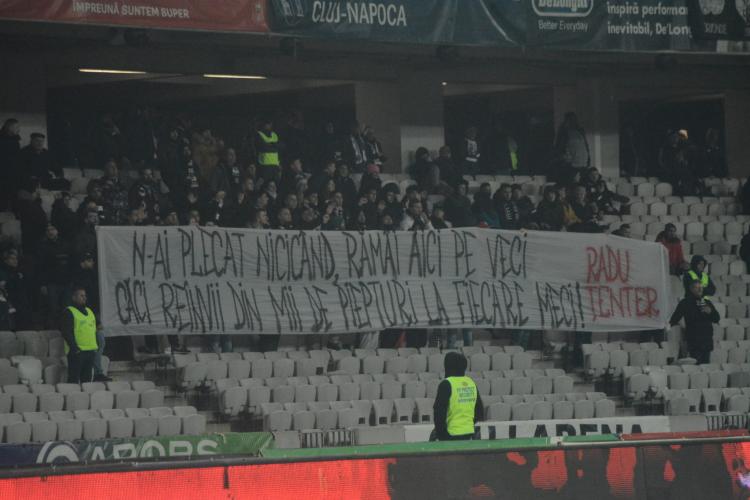 ÎMPREUNĂ SUNTEM SUPER
CLUJ-NAPOCA
De'Longhi
Better Everyday
inspiră performa
inevitabil, De'Long
N-AI PLECAT NICICÂND, RĂMÂI AICI PE VECI
CĂCI REÎNVII DIN MII DE PIEPTURI LA FIECARE MECI!
RADU
TENTER